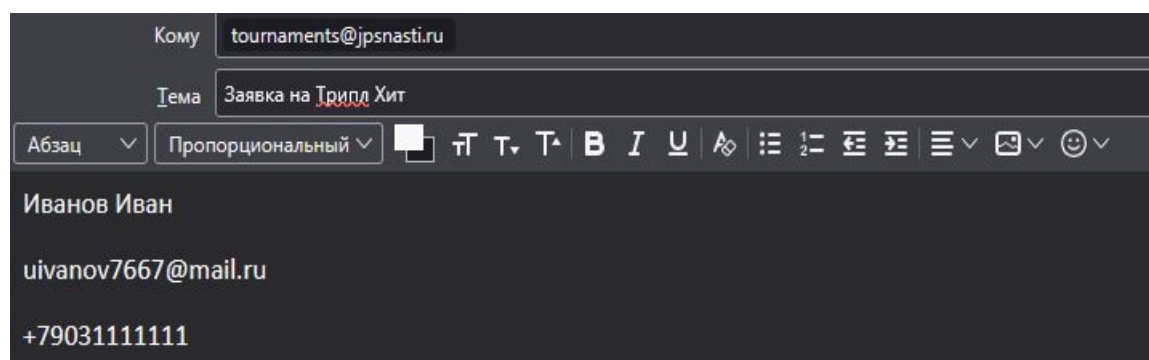 Кому tournaments@jpsnasti.ru
Тема Заявка на Трипл Хит
Абзац Пропорциональный
Иванов Иван
uivanov7667@mail.ru
+79031111111